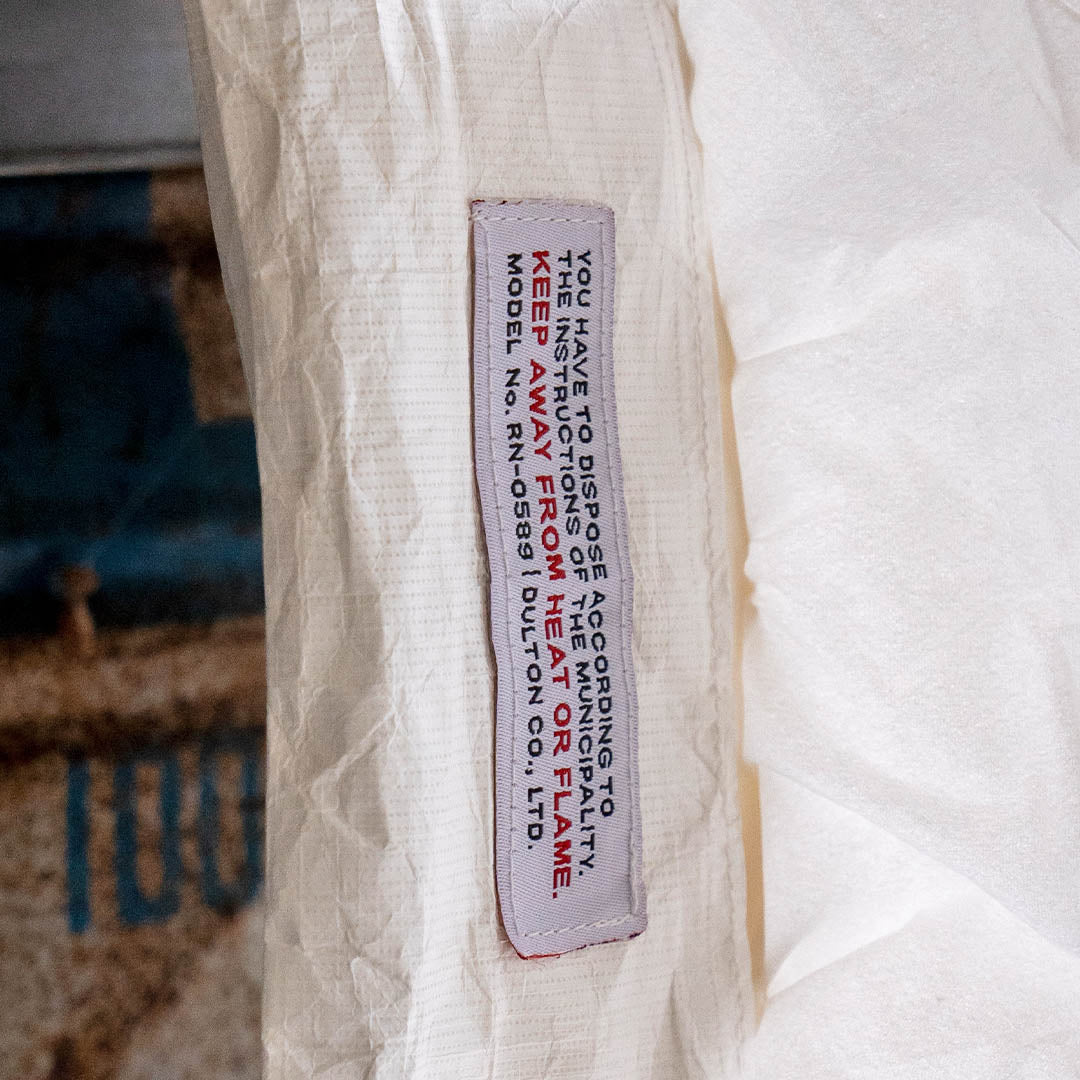 YOU HAVE TO DISPOSE ACCORDING TO
THE INSTRUCTIONS OF THE MUNICIPALITY.
KEEP AWAY FROM HEAT OR FLAME.
MODEL No. RN-0589 | DULTON CO., LTD.
100